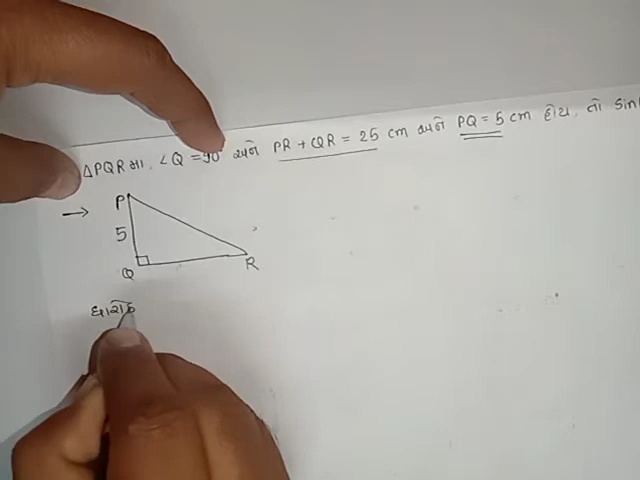 ΔPQR માં, ∠Q = 90° અને PR + QR = 25 cm અને PQ = 5 cm હોય, તો sin
→ P
5
Q R
ધારોકે